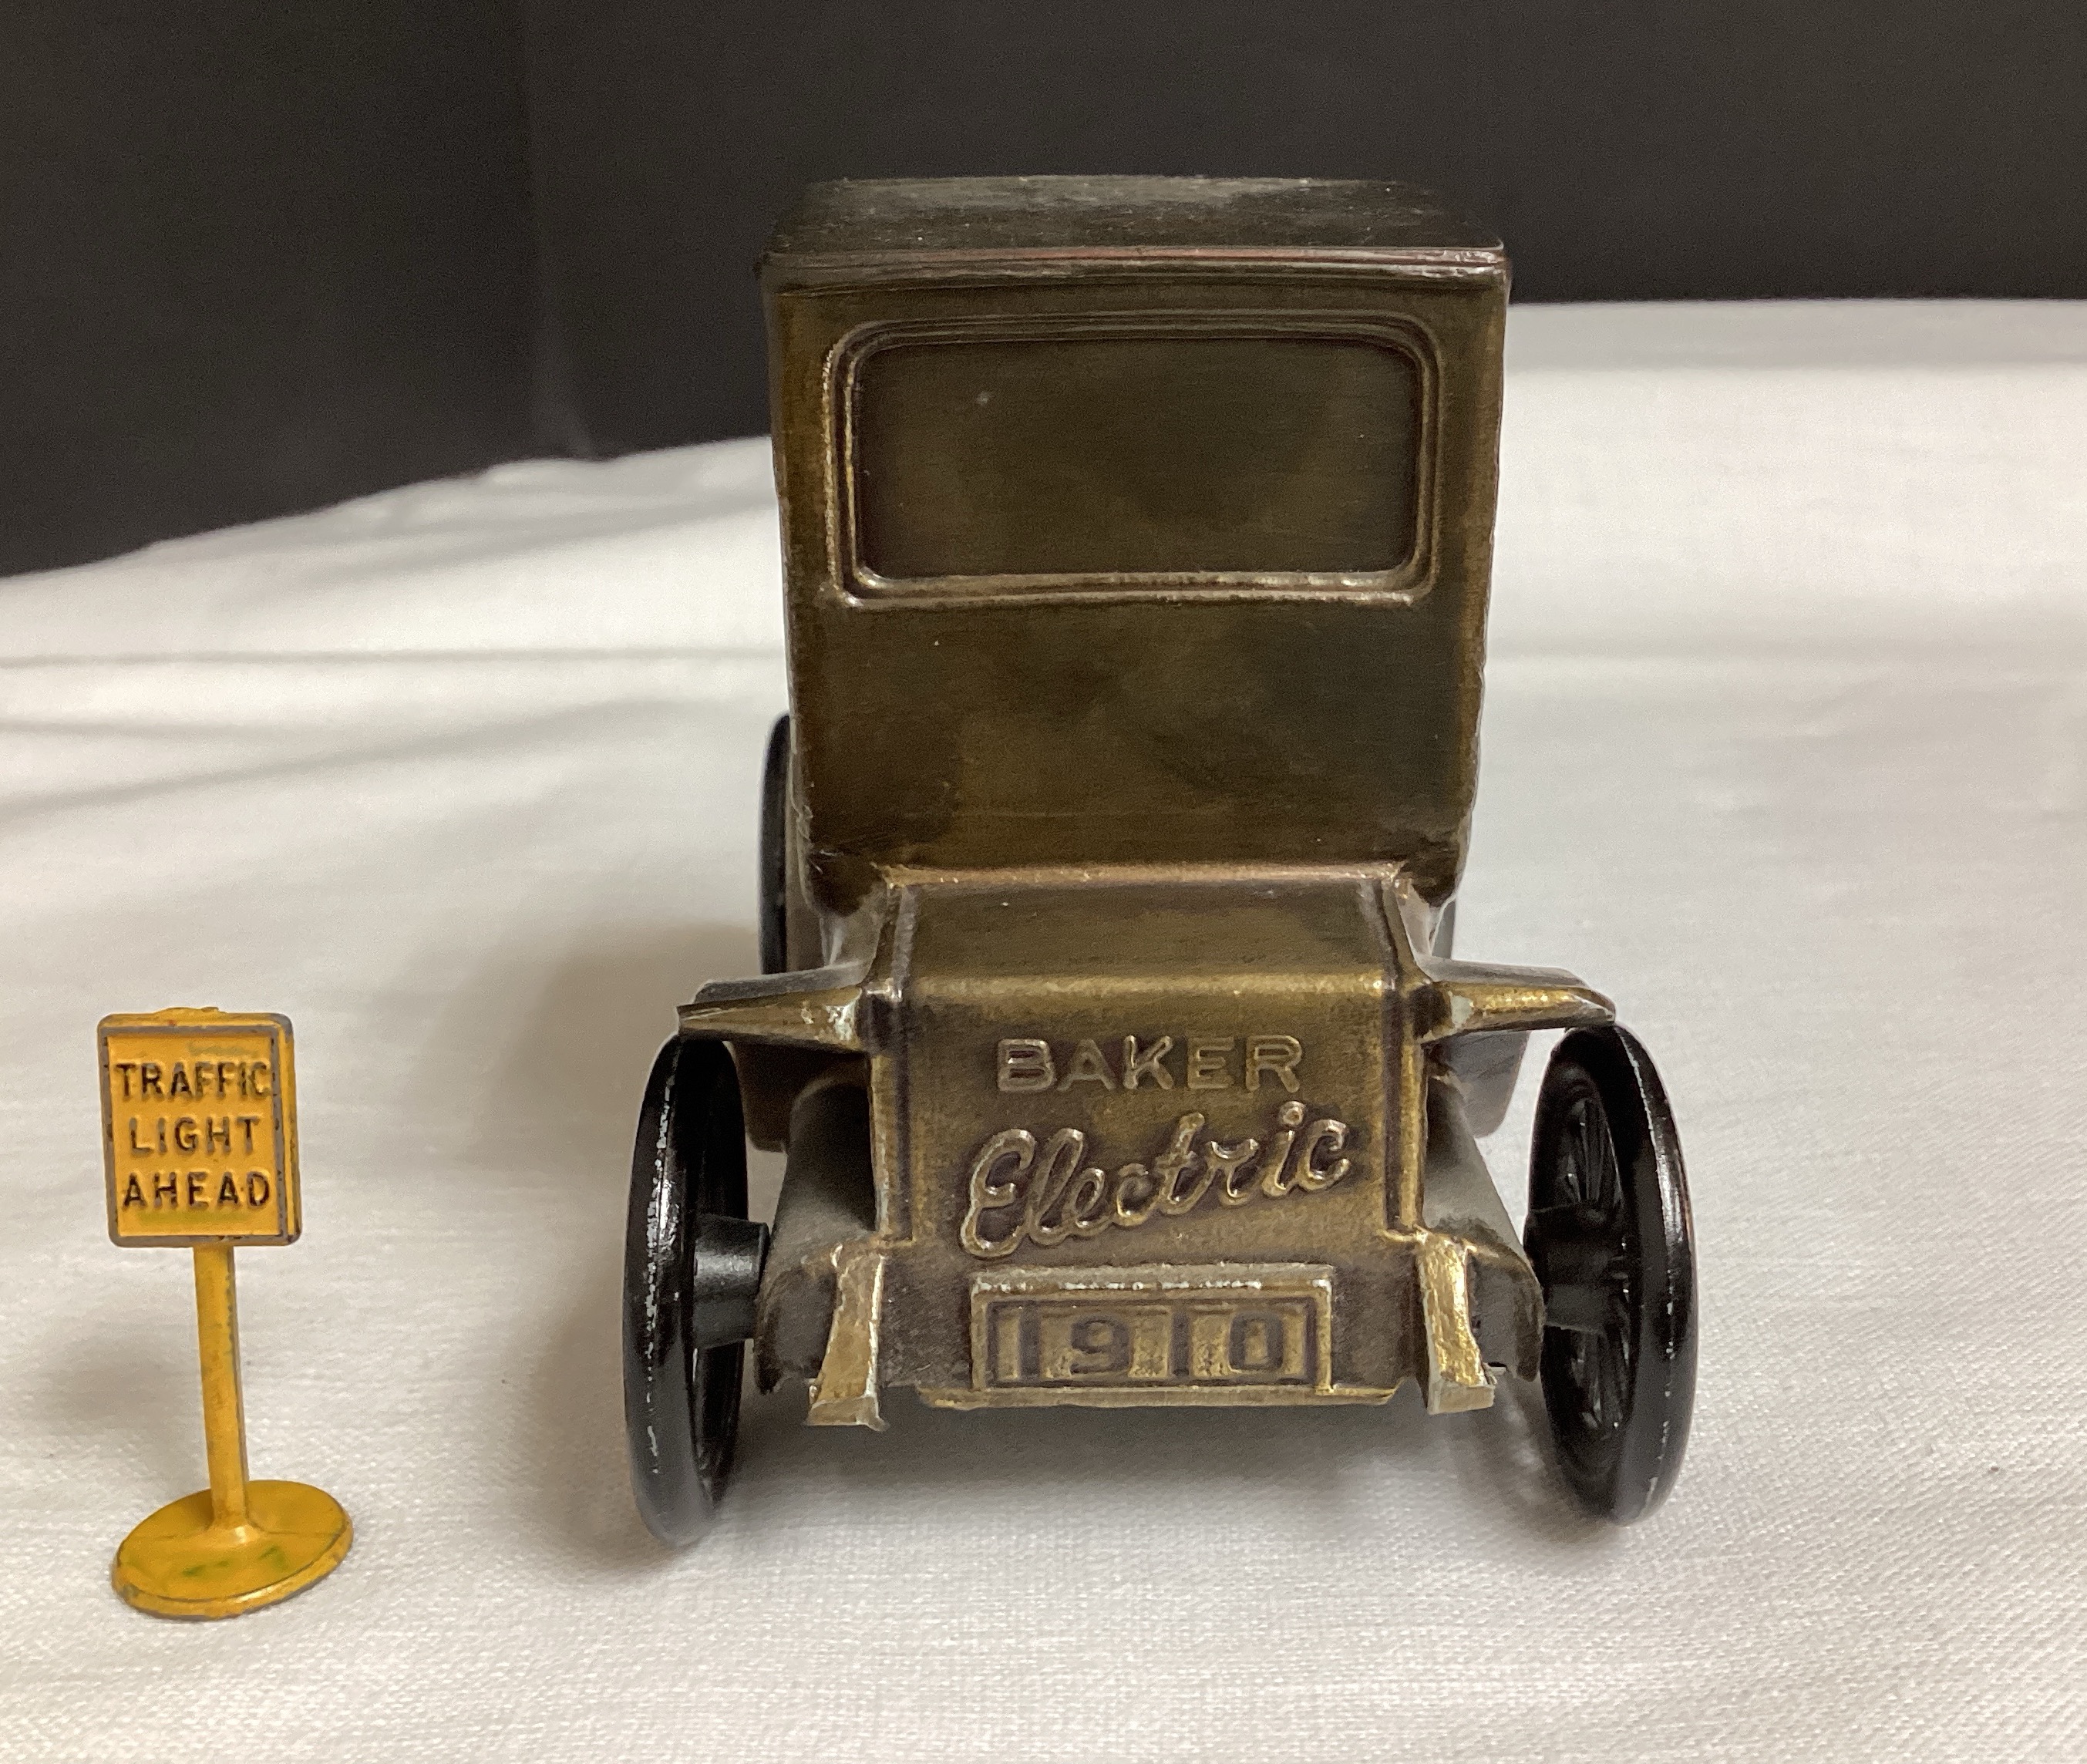 TRAFFIC
LIGHT
AHEAD
BAKER
Electric
1910